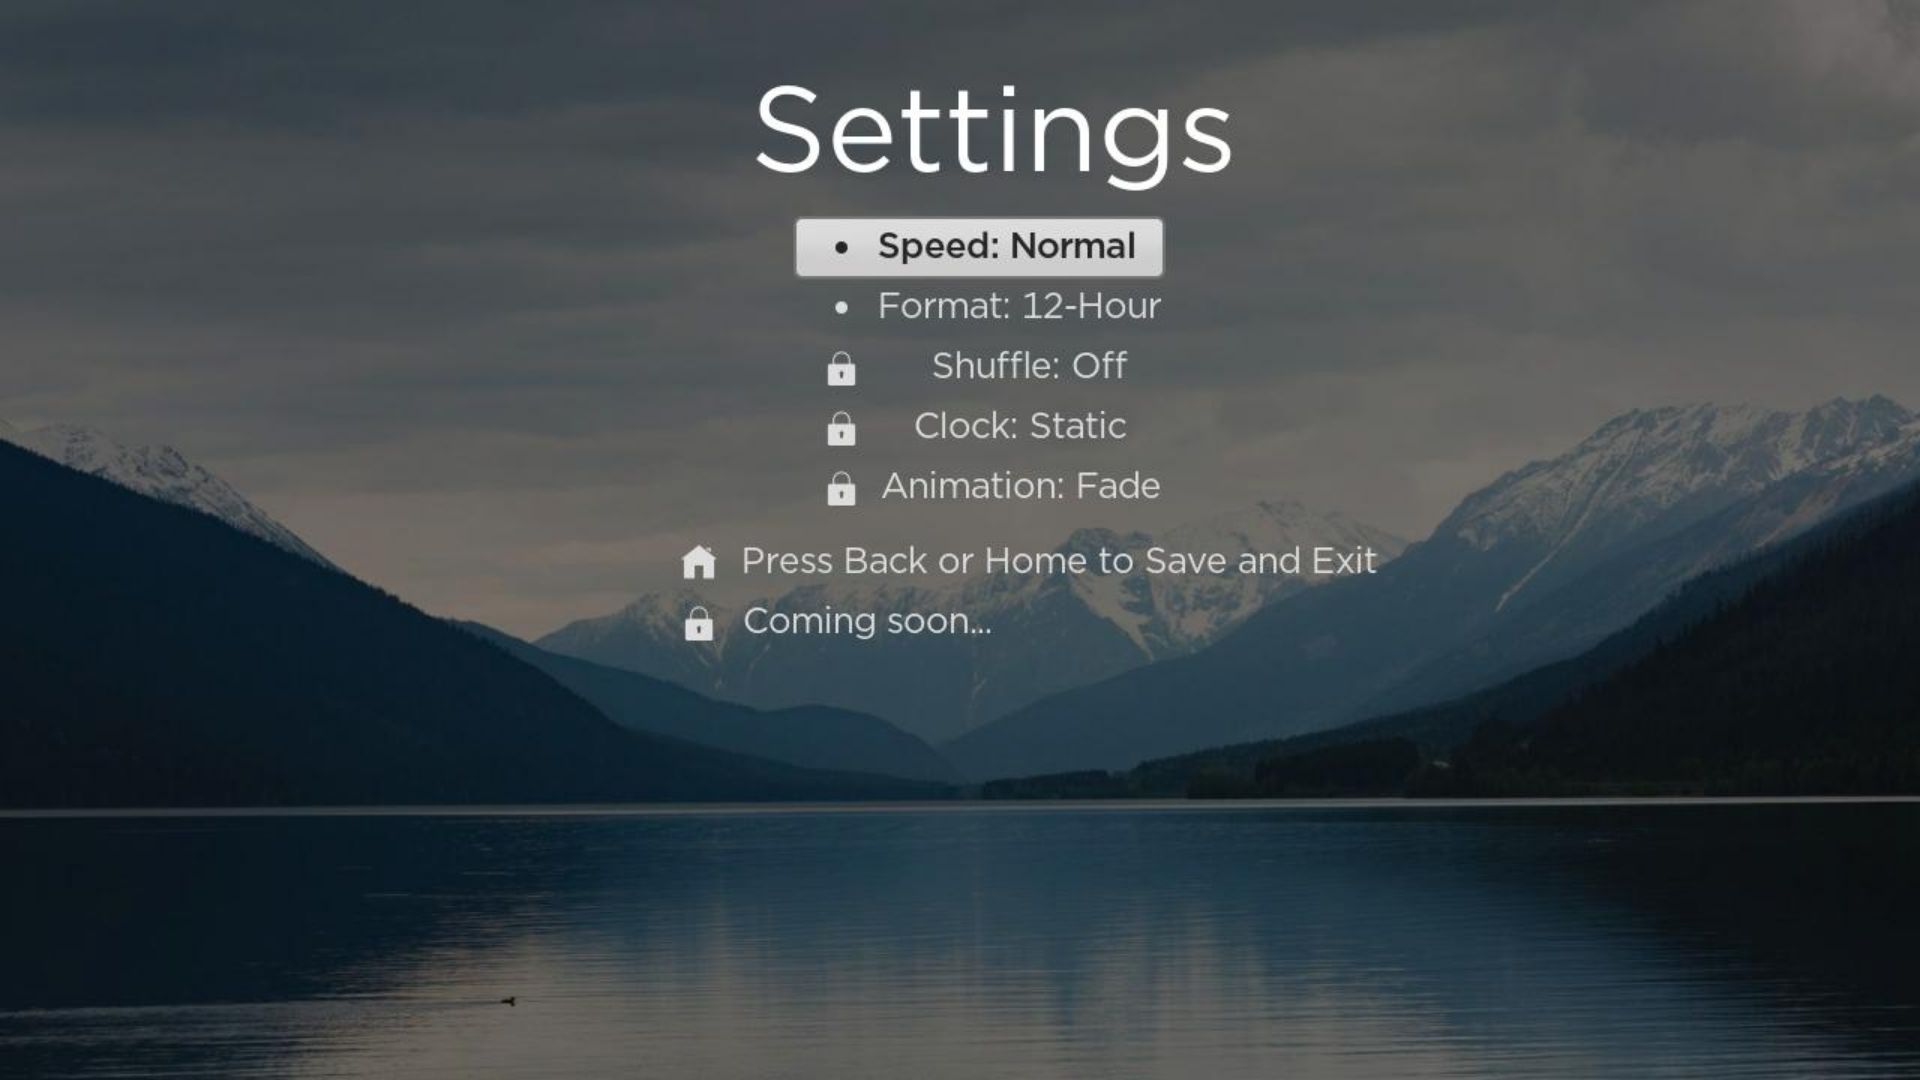 Settings
• Speed: Normal
• Format: 12-Hour
Shuffle: Off
Clock: Static
Animation: Fade
Press Back or Home to Save and Exit
Coming soon...